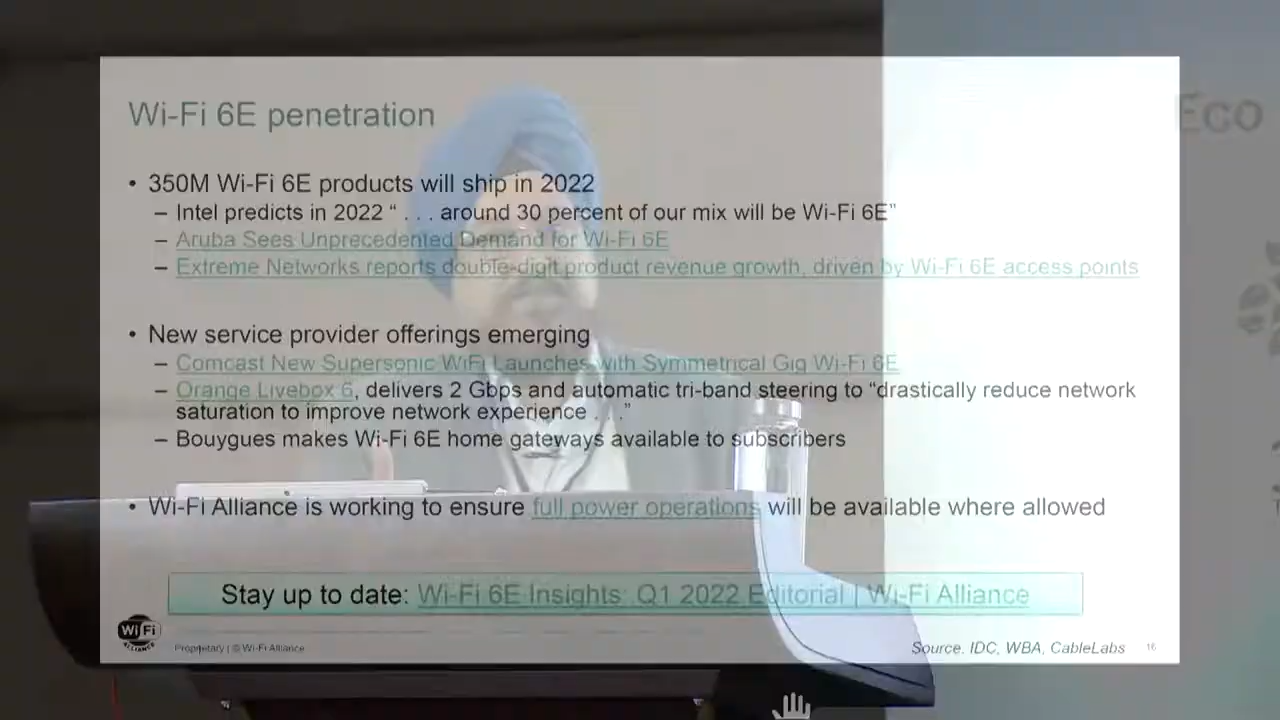 Wi-Fi 6E penetration
Eco
• 350M Wi-Fi 6E products will ship in 2022
– Intel predicts in 2022 “ . . . around 30 percent of our mix will be Wi-Fi 6E”
– Aruba Sees Unprecedented Demand for Wi-Fi 6E
– Extreme Networks reports double-digit product revenue growth, driven by Wi-Fi 6E access points
• New service provider offerings emerging
– Comcast New Supersonic WiFi Launches with Symmetrical Gig Wi-Fi 6E
– Orange Livebox 6, delivers 2 Gbps and automatic tri-band steering to “drastically reduce network
saturation to improve network experience . . .”
– Bouygues makes Wi-Fi 6E home gateways available to subscribers
• Wi-Fi Alliance is working to ensure full power operations will be available where allowed
Stay up to date: Wi-Fi 6E Insights: Q1 2022 Editorial | Wi-Fi Alliance
Wi Fi
ALLIANCE
Proprietary | © Wi-Fi Alliance
Source. IDC, WBA, CableLabs
16